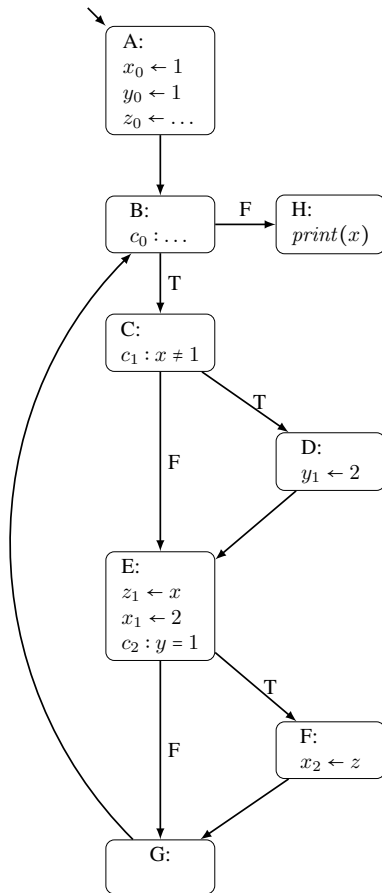 A:
x₀ ← 1
y₀ ← 1
z₀ ← ...
B:
c₀ : ...
F
H:
print(x)
T
C:
c₁ : x ≠ 1
T
F
D:
y₁ ← 2
E:
z₁ ← x
x₁ ← 2
c₂ : y = 1
T
F
F:
x₂ ← z
G: